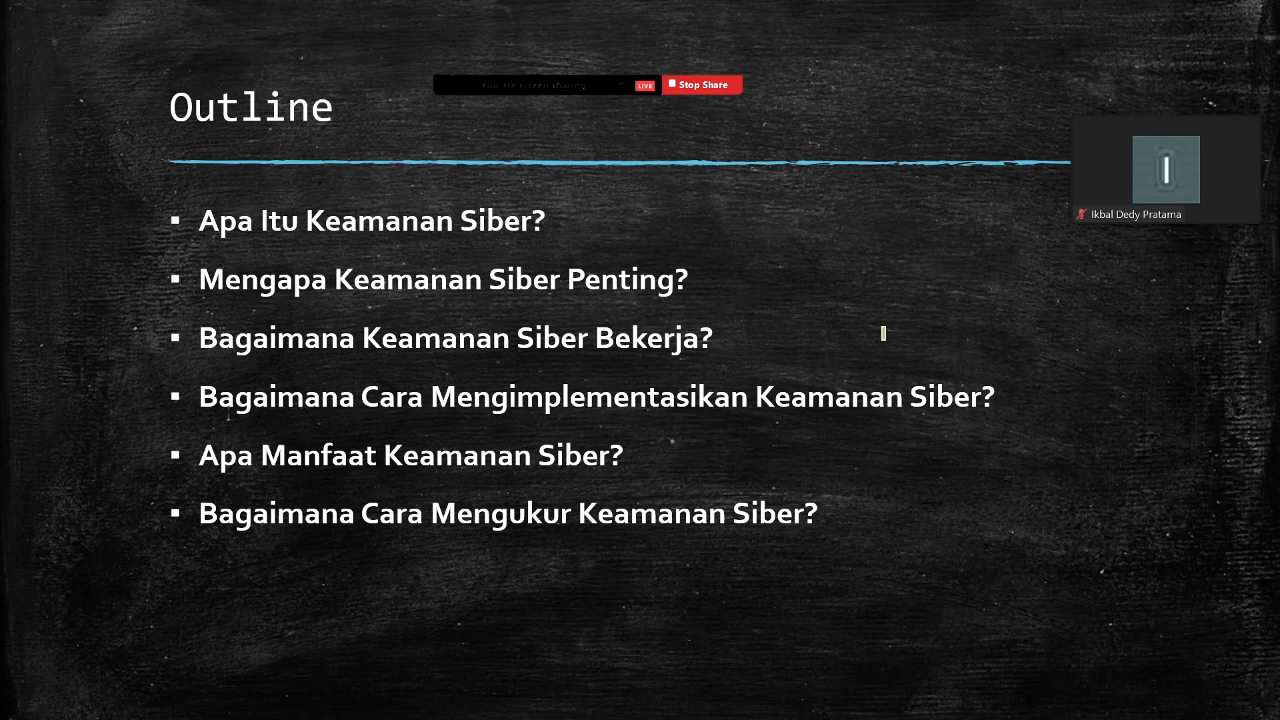 You are screen sharing
LIVE
Stop Share
Outline
I
Ikbal Dedy Pratama
▪ Apa Itu Keamanan Siber?
▪ Mengapa Keamanan Siber Penting?
▪ Bagaimana Keamanan Siber Bekerja?
▪ Bagaimana Cara Mengimplementasikan Keamanan Siber?
▪ Apa Manfaat Keamanan Siber?
▪ Bagaimana Cara Mengukur Keamanan Siber?